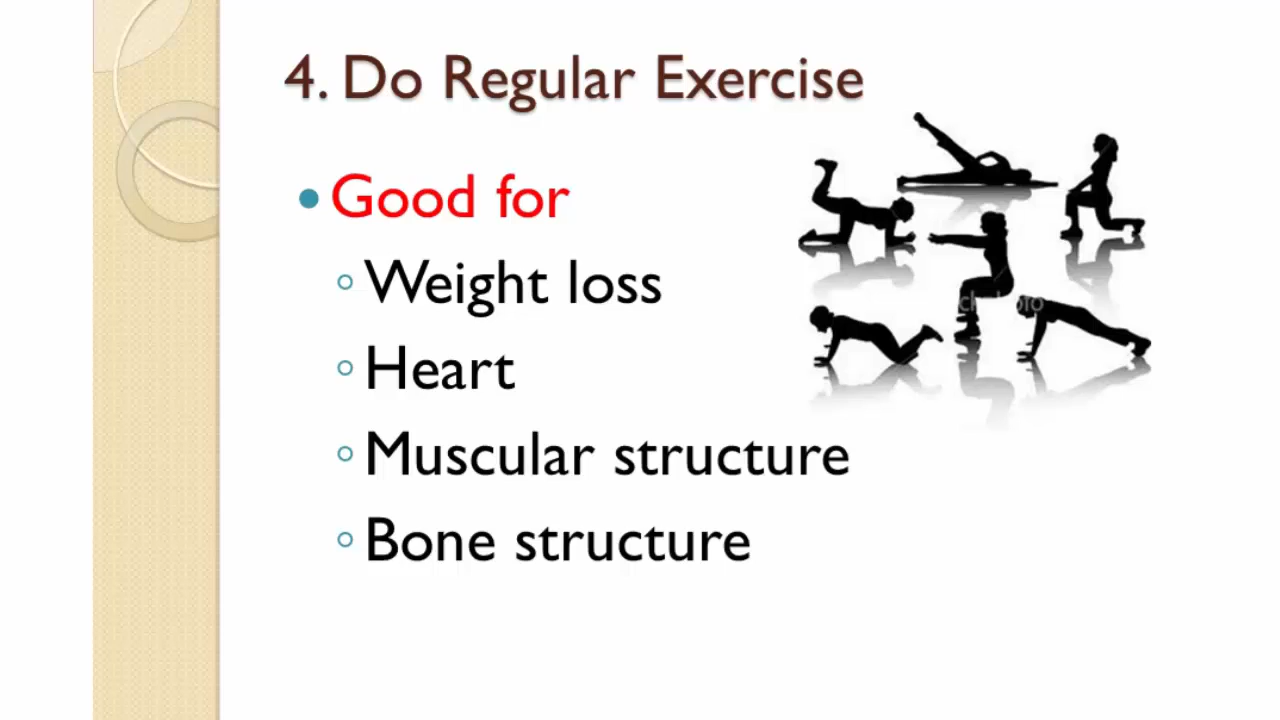 4. Do Regular Exercise
Good for
Weight loss
Heart
Muscular structure
Bone structure